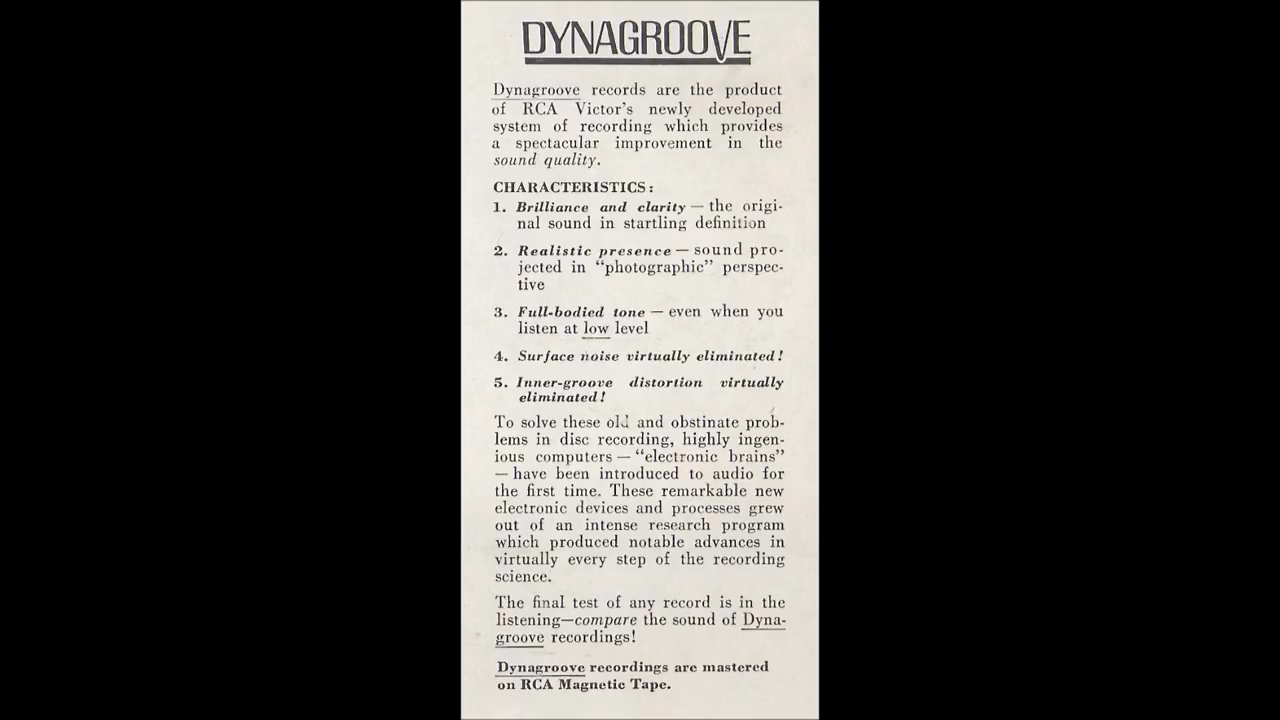 DYNAGROOVE
Dynagroove records are the product
of RCA Victor's newly developed
system of recording which provides
a spectacular improvement in the
sound quality.
CHARACTERISTICS:
1. Brilliance and clarity — the origi-
nal sound in startling definition
2. Realistic presence — sound pro-
jected in “photographic” perspec-
tive
3. Full-bodied tone — even when you
listen at low level
4. Surface noise virtually eliminated!
5. Inner-groove distortion virtually
eliminated!
To solve these old and obstinate prob-
lems in disc recording, highly ingen-
ious computers — “electronic brains”
— have been introduced to audio for
the first time. These remarkable new
electronic devices and processes grew
out of an intense research program
which produced notable advances in
virtually every step of the recording
science.
The final test of any record is in the
listening—compare the sound of Dyna-
groove recordings!
Dynagroove recordings are mastered
on RCA Magnetic Tape.